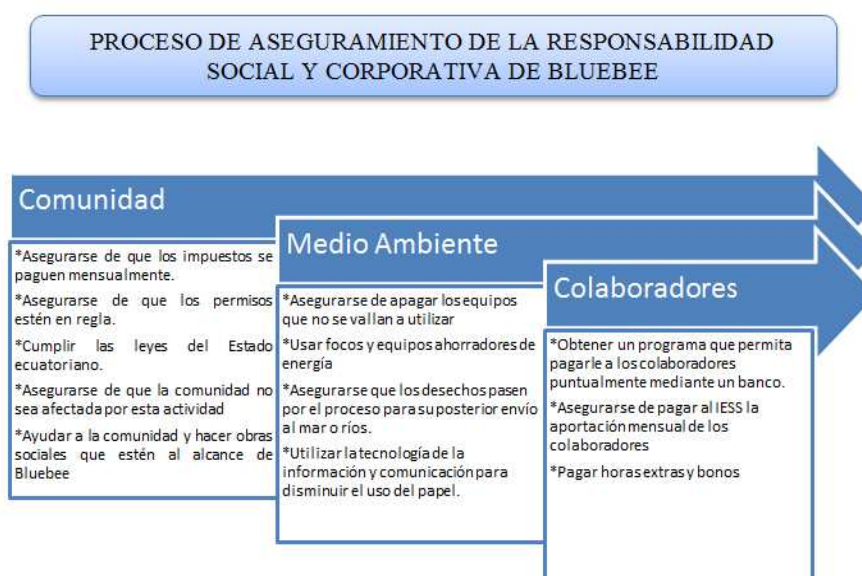 PROCESO DE ASEGURAMIENTO DE LA RESPONSABILIDAD
SOCIAL Y CORPORATIVA DE BLUEBEE
Comunidad
*Asegurarse de que los impuestos se
paguen mensualmente.
*Asegurarse de que los permisos
estén en regla.
*Cumplir las leyes del Estado
ecuatoriano.
*Asegurarse de que la comunidad no
sea afectada por esta actividad
*Ayudar a la comunidad y hacer obras
sociales que estén al alcance de
Bluebee
Medio Ambiente
*Asegurarse de apagar los equipos
que no se vallan a utilizar
*Usar focos y equipos ahorradores de
energía
*Asegurarse que los desechos pasen
por el proceso para su posterior envío
al mar o ríos.
*Utilizar la tecnología de la
información y comunicación para
disminuir el uso del papel.
Colaboradores
*Obtener un programa que permita
pagarle a los colaboradores
puntualmente mediante un banco.
*Asegurarse de pagar al IESS la
aportación mensual de los
colaboradores
*Pagar horas extras y bonos